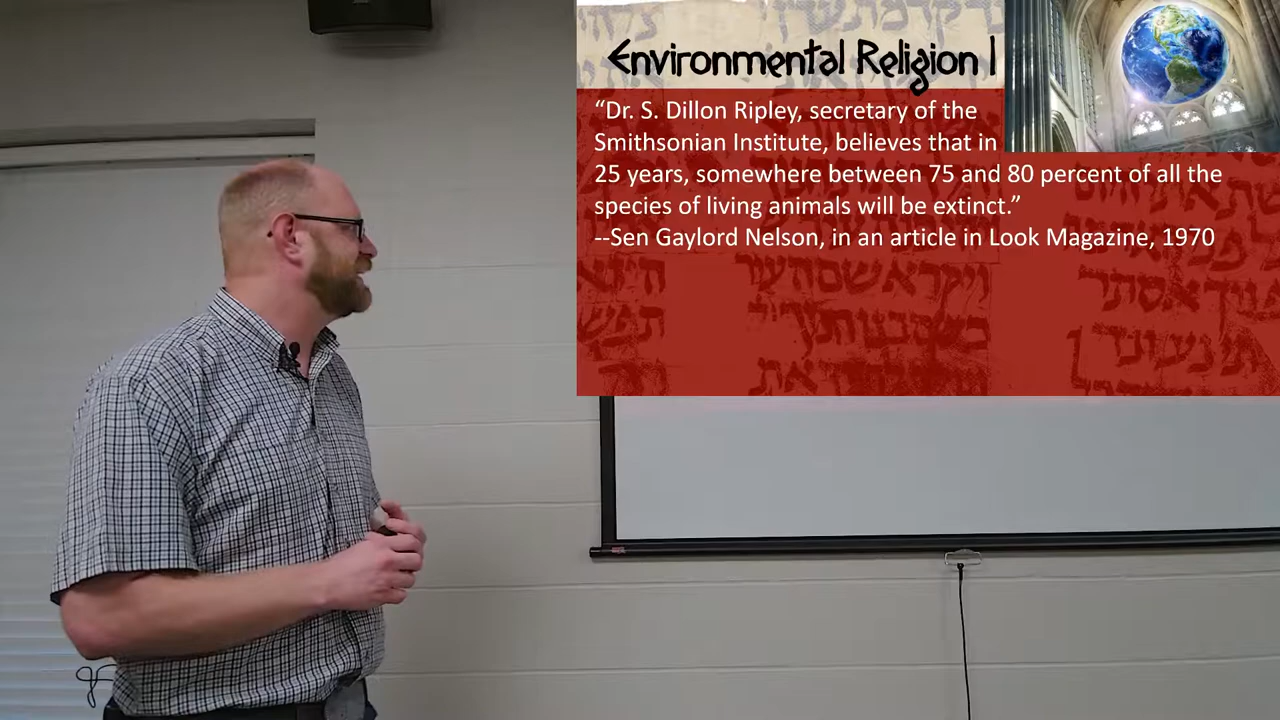 Environmental Religion I
“Dr. S. Dillon Ripley, secretary of the
Smithsonian Institute, believes that in
25 years, somewhere between 75 and 80 percent of all the
species of living animals will be extinct.”
--Sen Gaylord Nelson, in an article in Look Magazine, 1970